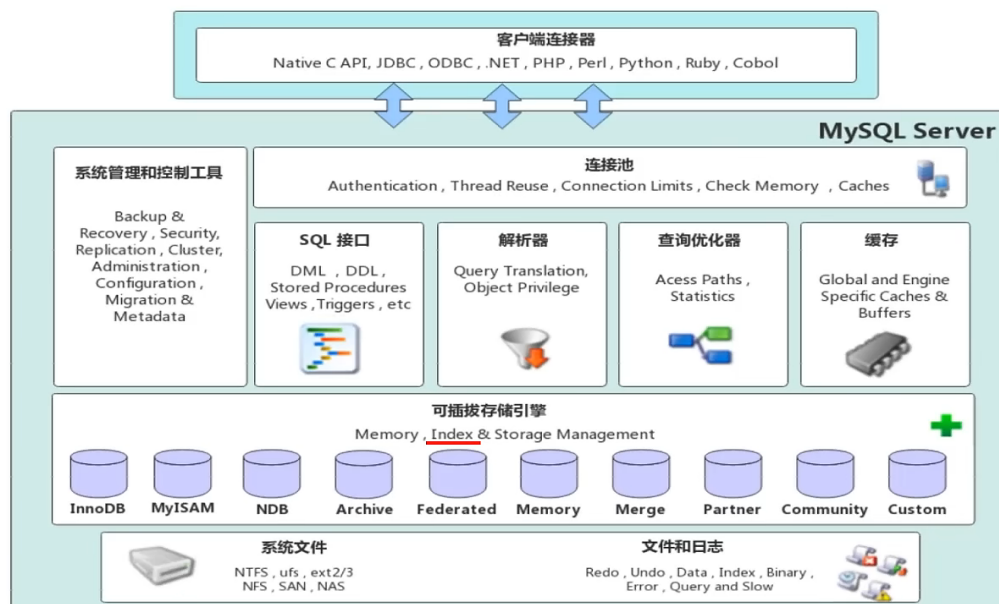 客户端连接器
Native C API, JDBC , ODBC , .NET , PHP , Perl , Python , Ruby , Cobol
MySQL Server
系统管理和控制工具
Backup &
Recovery , Security,
Replication , Cluster,
Administration ,
Configuration ,
Migration &
Metadata
连接池
Authentication , Thread Reuse , Connection Limits , Check Memory , Caches
SQL 接口
DML , DDL ,
Stored Procedures
Views ,Triggers , etc
解析器
Query Translation,
Object Privilege
查询优化器
Acess Paths ,
Statistics
缓存
Global and Engine
Specific Caches &
Buffers
可插拔存储引擎
Memory , Index & Storage Management
InnoDB
MyISAM
NDB
Archive
Federated
Memory
Merge
Partner
Community
Custom
系统文件
NTFS , ufs , ext2/3
NFS , SAN , NAS
文件和日志
Redo , Undo , Data , Index , Binary ,
Error , Query and Slow